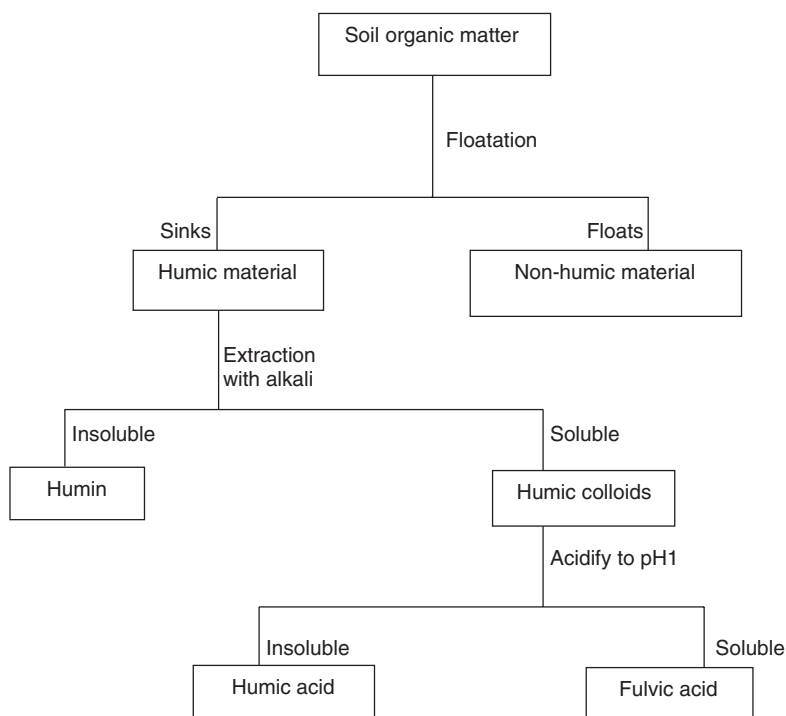 Soil organic matter
Floatation
Sinks
Floats
Humic material
Non-humic material
Extraction
with alkali
Insoluble
Soluble
Humin
Humic colloids
Acidify to pH1
Insoluble
Soluble
Humic acid
Fulvic acid